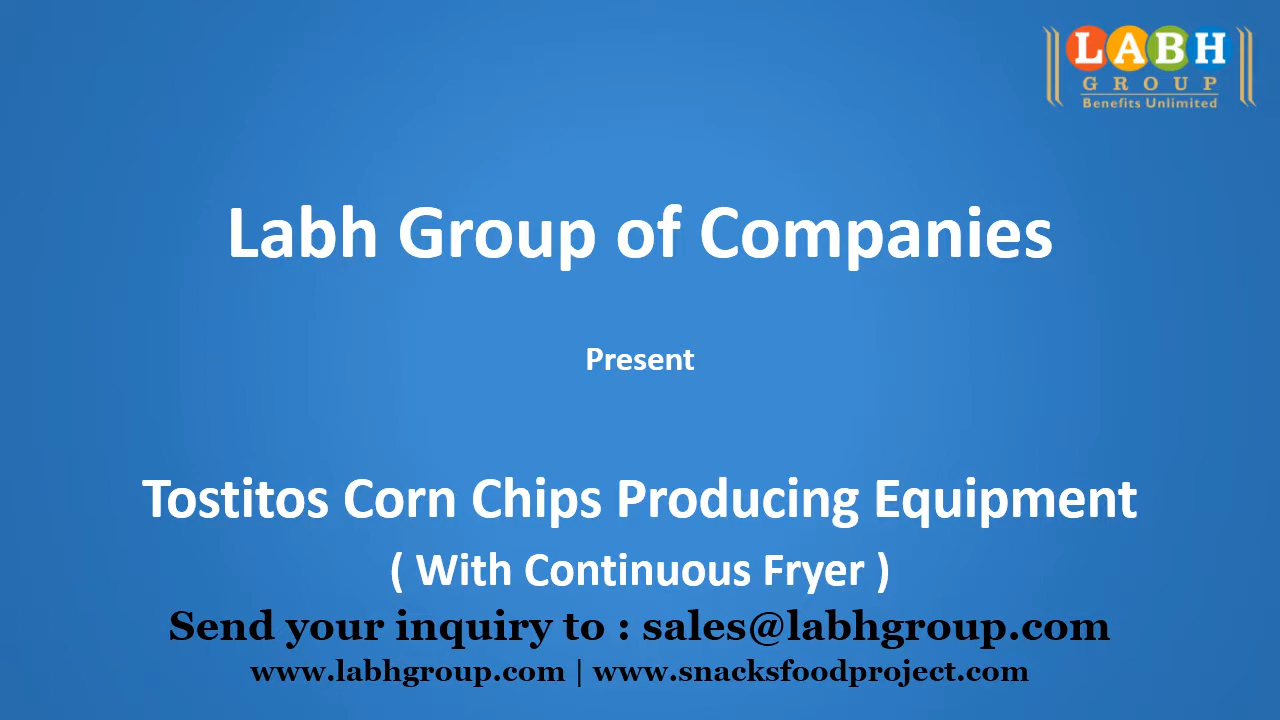 LABH
GROUP
Benefits Unlimited
Labh Group of Companies
Present
Tostitos Corn Chips Producing Equipment
( With Continuous Fryer )
Send your inquiry to : sales@labhgroup.com
www.labhgroup.com | www.snacksfoodproject.com